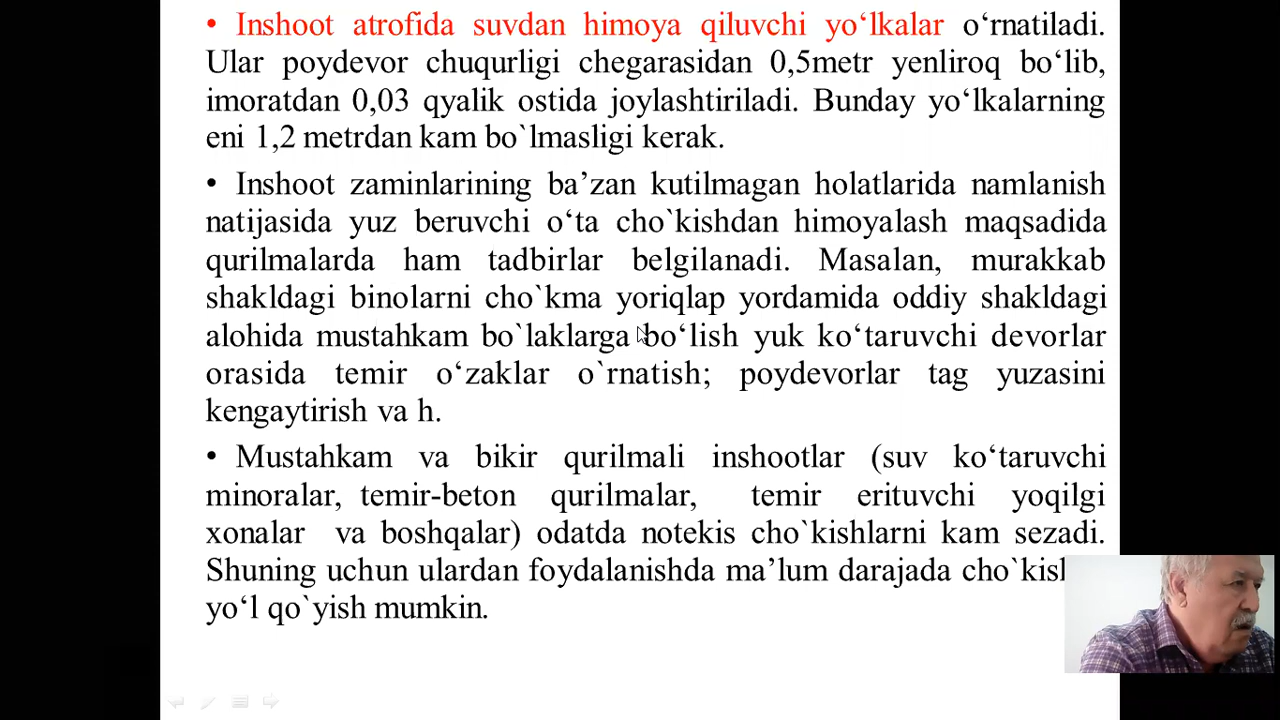 • Inshoot atrofida suvdan himoya qiluvchi yo‘lkalar o‘rnatiladi.
Ular poydevor chuqurligi chegarasidan 0,5metr yenliroq bo‘lib,
imoratdan 0,03 qyalik ostida joylashtiriladi. Bunday yo‘lkalarning
eni 1,2 metrdan kam bo`lmasligi kerak.
• Inshoot zaminlarining ba’zan kutilmagan holatlarida namlanish
natijasida yuz beruvchi o‘ta cho`kishdan himoyalash maqsadida
qurilmalarda ham tadbirlar belgilanadi. Masalan, murakkab
shakldagi binolarni cho`kma yoriqlap yordamida oddiy shakldagi
alohida mustahkam bo`laklarga bo‘lish yuk ko‘taruvchi devorlar
orasida temir o‘zaklar o`rnatish; poydevorlar tag yuzasini
kengaytirish va h.
• Mustahkam va bikir qurilmali inshootlar (suv ko‘taruvchi
minoralar, temir-beton qurilmalar, temir erituvchi yoqilgi
xonalar va boshqalar) odatda notekis cho`kishlarni kam sezadi.
Shuning uchun ulardan foydalanishda ma’lum darajada
yo‘l qo`yish mumkin.